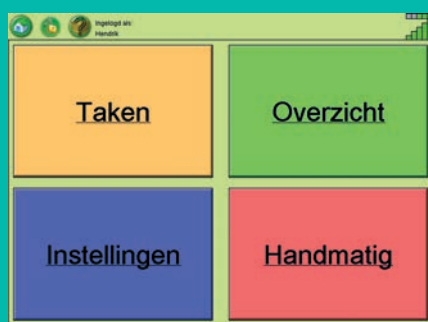 Ingelogd als:
Hendrik
Taken
Overzicht
Instellingen
Handmatig